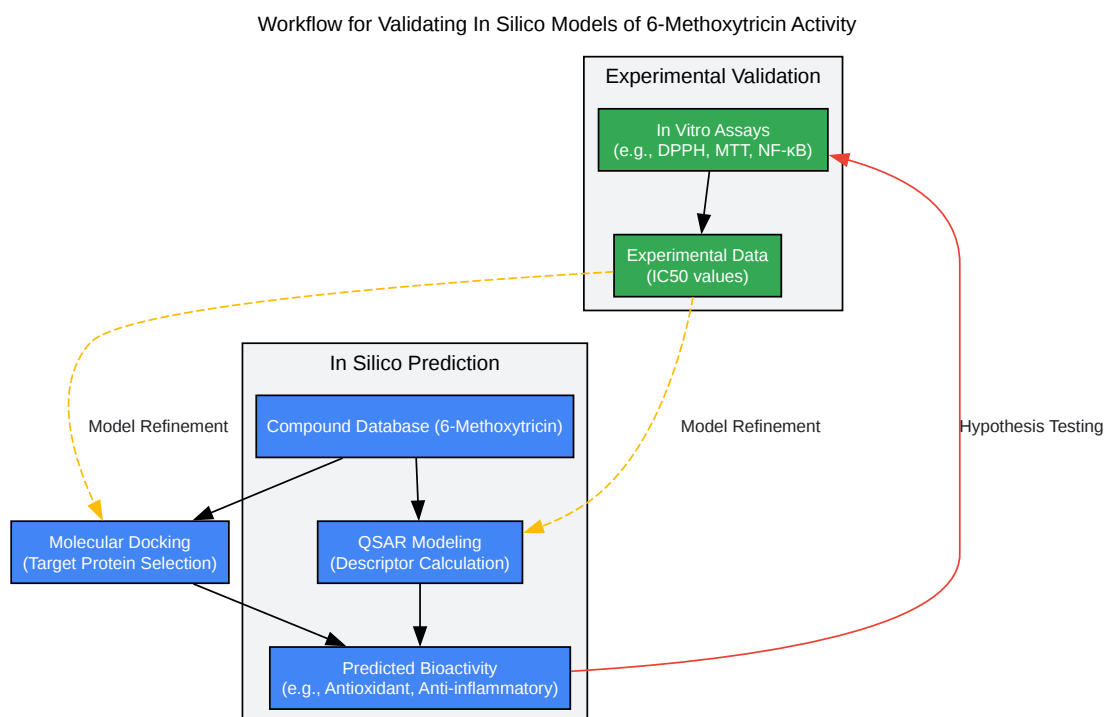 Workflow for Validating In Silico Models of 6-Methoxytricin Activity
Experimental Validation
In Vitro Assays
(e.g., DPPH, MTT, NF-κB)
Experimental Data
(IC50 values)
In Silico Prediction
Compound Database (6-Methoxytricin)
Model Refinement
Model Refinement
Hypothesis Testing
Molecular Docking
(Target Protein Selection)
QSAR Modeling
(Descriptor Calculation)
Predicted Bioactivity
(e.g., Antioxidant, Anti-inflammatory)